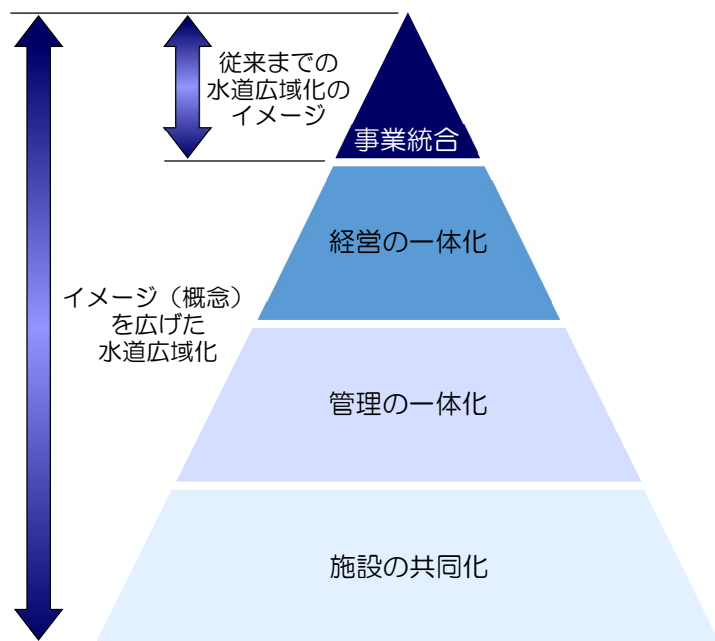 従来までの
水道広域化の
イメージ
事業統合
経営の一体化
イメージ（概念）
を広げた
水道広域化
管理の一体化
施設の共同化